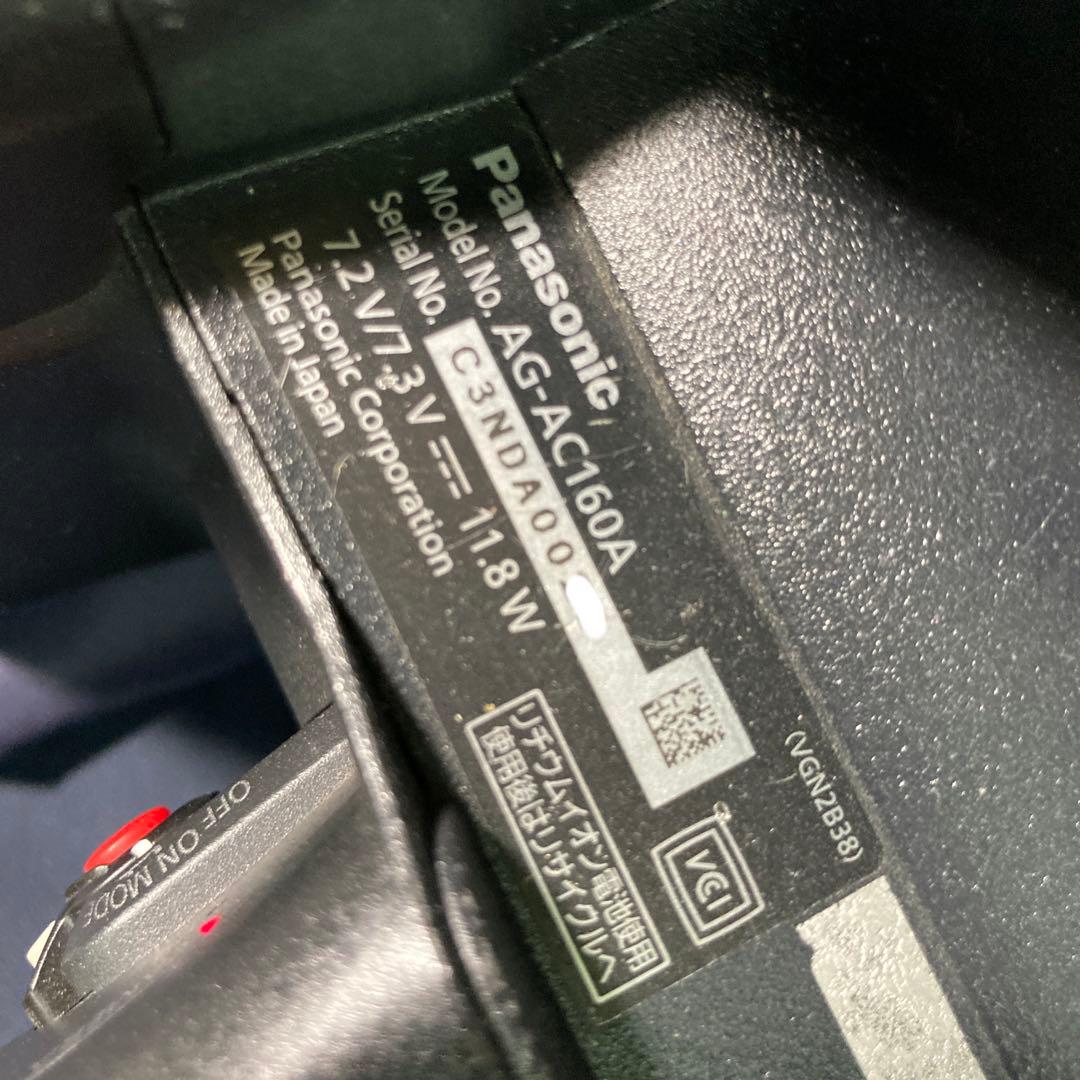 Panasonic
Model No. AG-AC160A
Serial No. C3NDA00
7.2 V/7.3 V ⎓ 11.8 W
Panasonic Corporation
Made in Japan
リチウムイオン電池使用
使用後はリサイクルへ
VCI
(VGN2B38)
OFF ON MODE